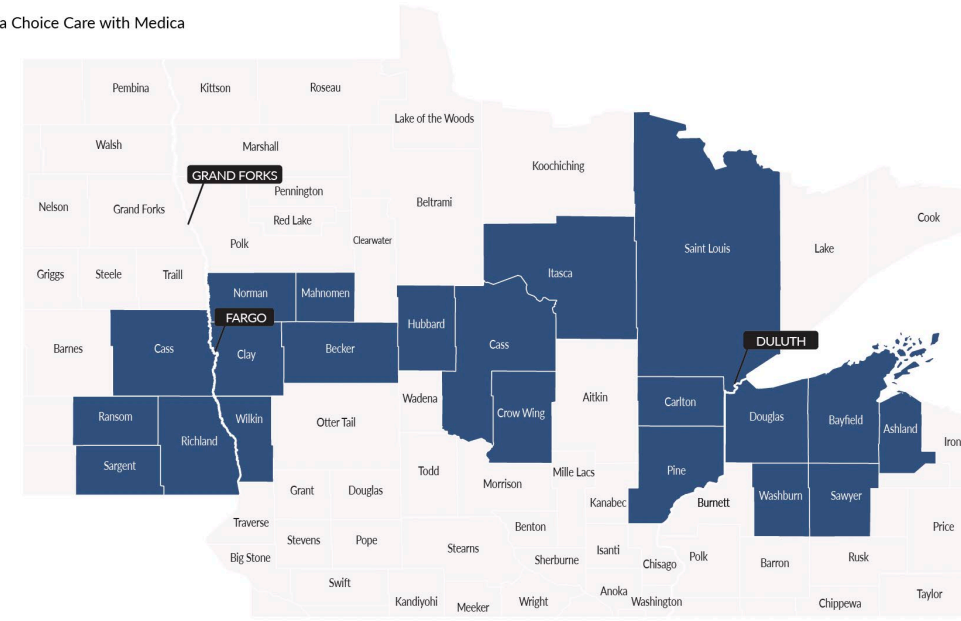 a Choice Care with Medica
Pembina
Kittson
Roseau
Lake of the Woods
Walsh
Marshall
Koochiching
GRAND FORKS
Pennington
Nelson
Grand Forks
Red Lake
Beltrami
Cook
Polk
Clearwater
Saint Louis
Lake
Griggs
Steele
Traill
Itasca
Norman
Mahnomen
FARGO
Hubbard
Barnes
Cass
Clay
Becker
Cass
DULUTH
Wadena
Aitkin
Carlton
Ransom
Wilkin
Otter Tail
Crow Wing
Douglas
Bayfield
Ashland
Richland
Iron
Sargent
Todd
Mille Lacs
Pine
Grant
Douglas
Morrison
Kanabec
Burnett
Washburn
Sawyer
Traverse
Benton
Price
Stevens
Pope
Stearns
Isanti
Big Stone
Sherburne
Chisago
Polk
Barron
Rusk
Swift
Anoka
Kandiyohi
Meeker
Wright
Washington
Chippewa
Taylor